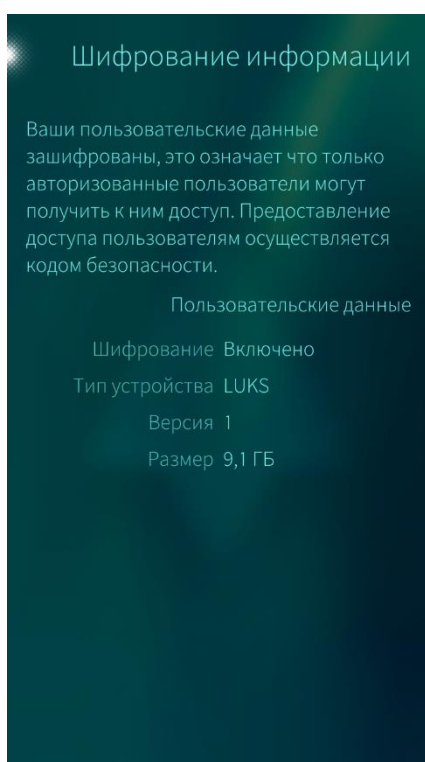 Шифрование информации
Ваши пользовательские данные
зашифрованы, это означает что только
авторизованные пользователи могут
получить к ним доступ. Предоставление
доступа пользователям осуществляется
кодом безопасности.
Пользовательские данные
Шифрование Включено
Тип устройства LUKS
Версия 1
Размер 9,1 ГБ